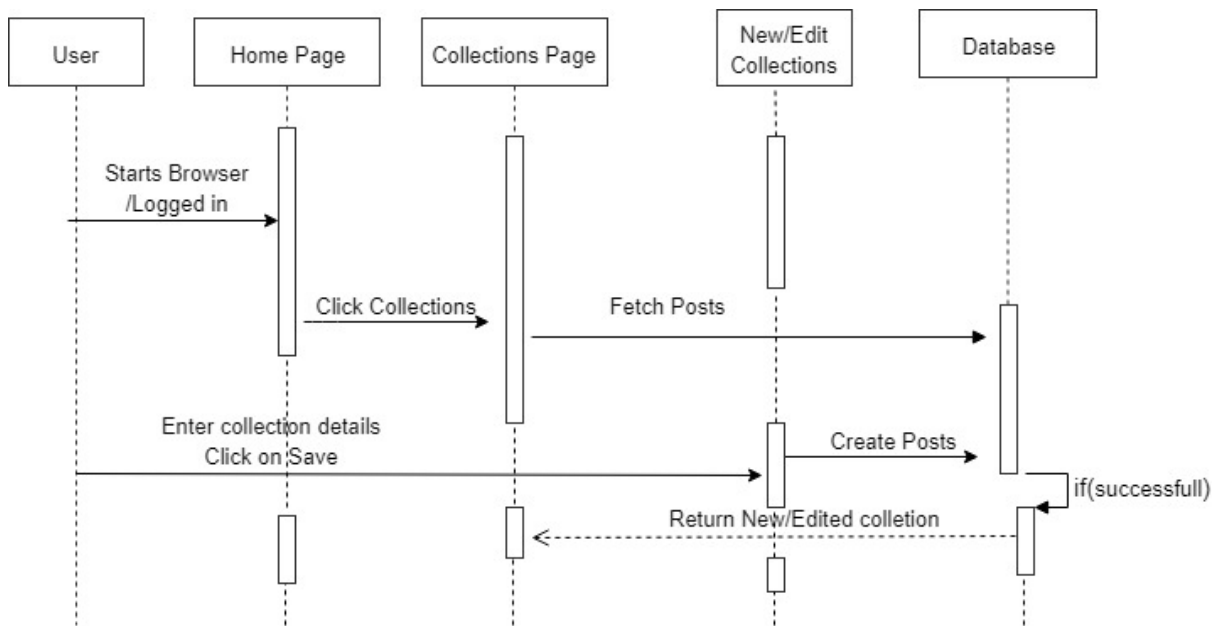 User
Home Page
Collections Page
New/Edit
Collections
Database
Starts Browser
/Logged in
Click Collections
Fetch Posts
Enter collection details
Click on Save
Create Posts
if(successfull)
Return New/Edited colletion